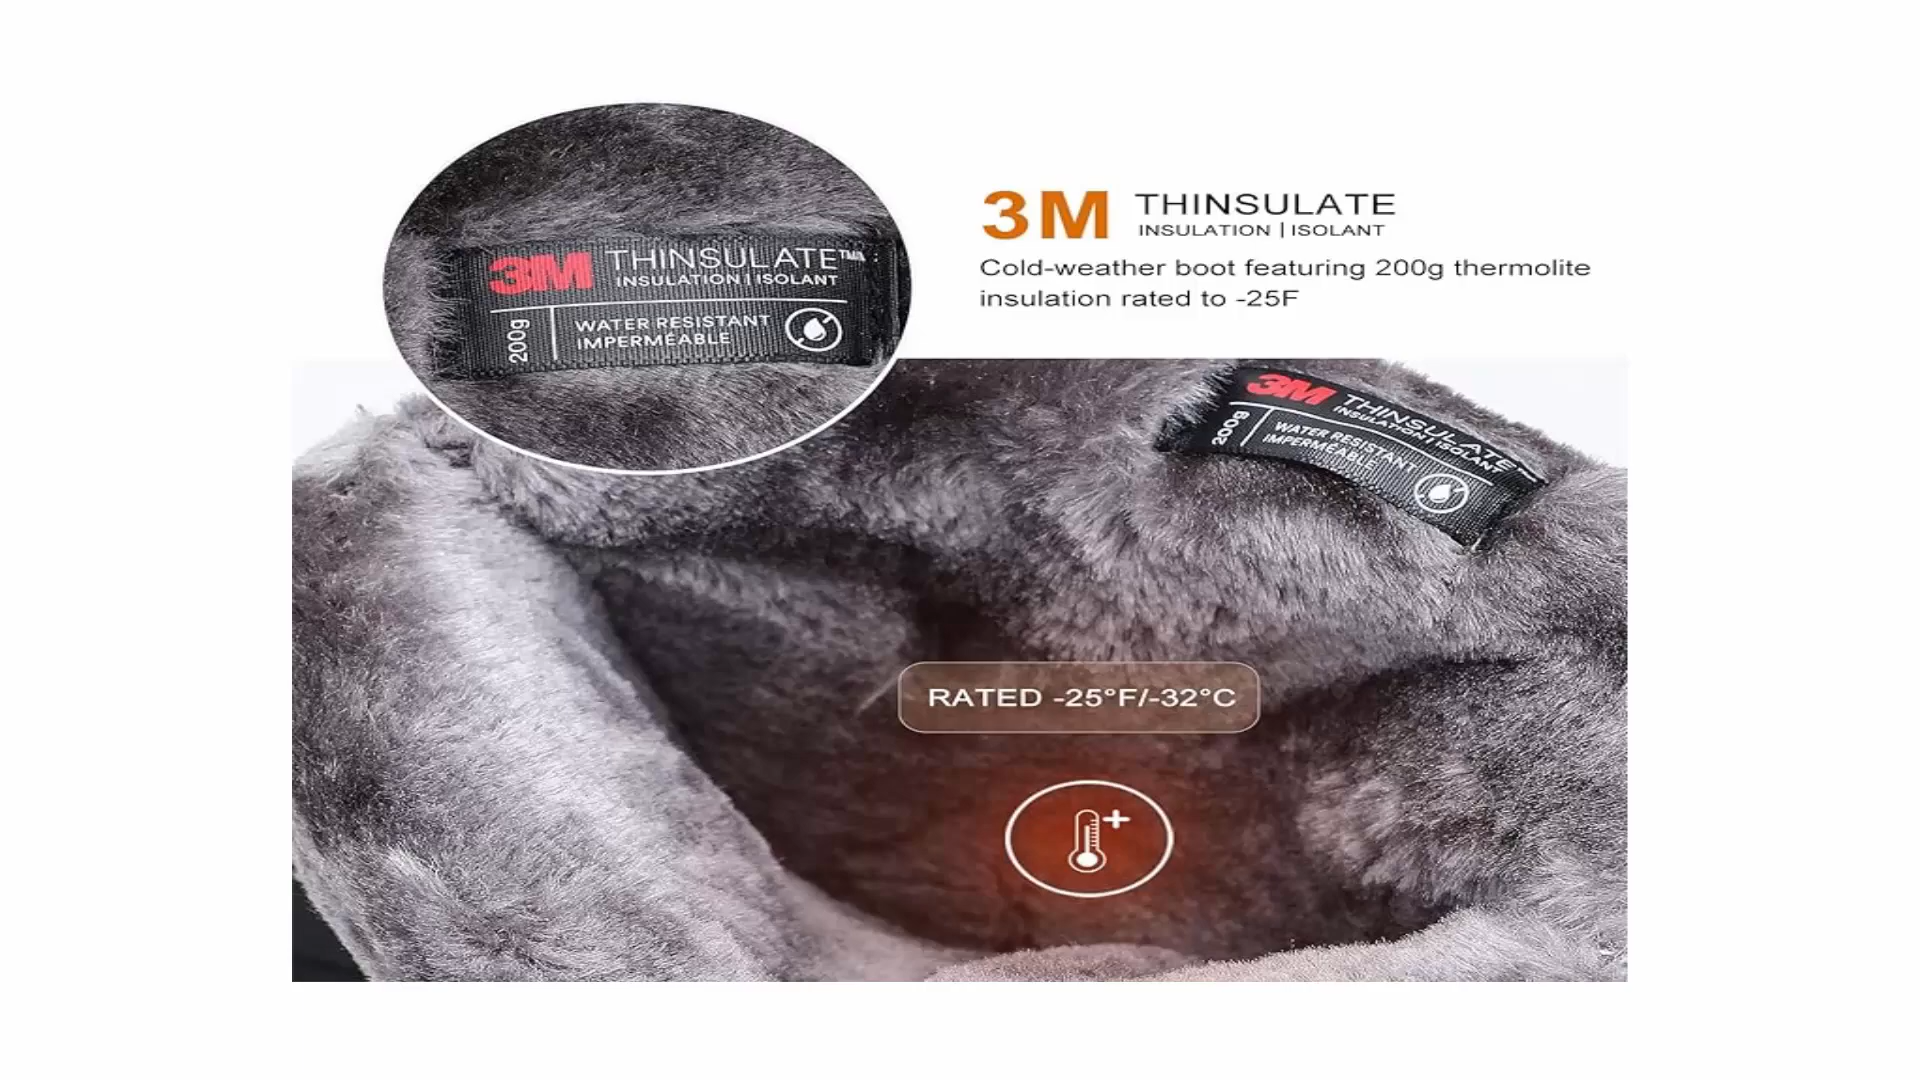 3M THINSULATE™
INSULATION | ISOLANT
200g
WATER RESISTANT
IMPERMÉABLE
3M THINSULATE
INSULATION | ISOLANT
Cold-weather boot featuring 200g thermolite
insulation rated to -25F
3M THINSULATE™
INSULATION | ISOLANT
200g
WATER RESISTANT
IMPERMÉABLE
RATED -25°F/-32°C